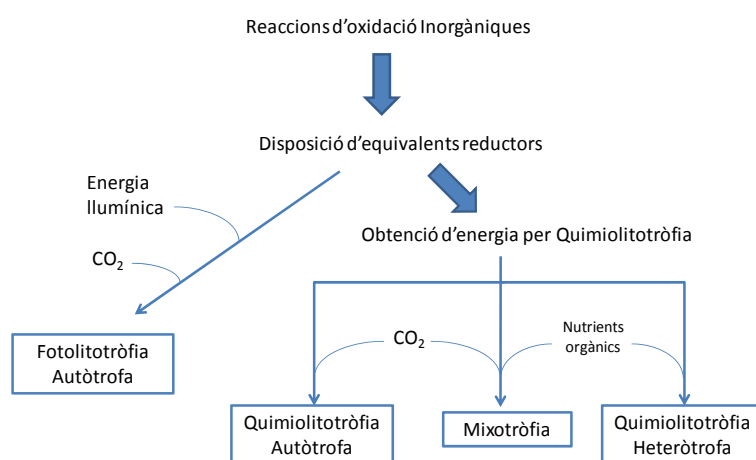 Reaccions d'oxidació Inorgàniques
Disposició d'equivalents reductors
Energia
llumínica
CO₂
Obtenció d'energia per Quimiolitotròfia
Fotolitotròfia
Autòtrofa
CO₂
Nutrients
orgànics
Quimiolitotròfia
Autòtrofa
Mixotròfia
Quimiolitotròfia
Heteròtrofa